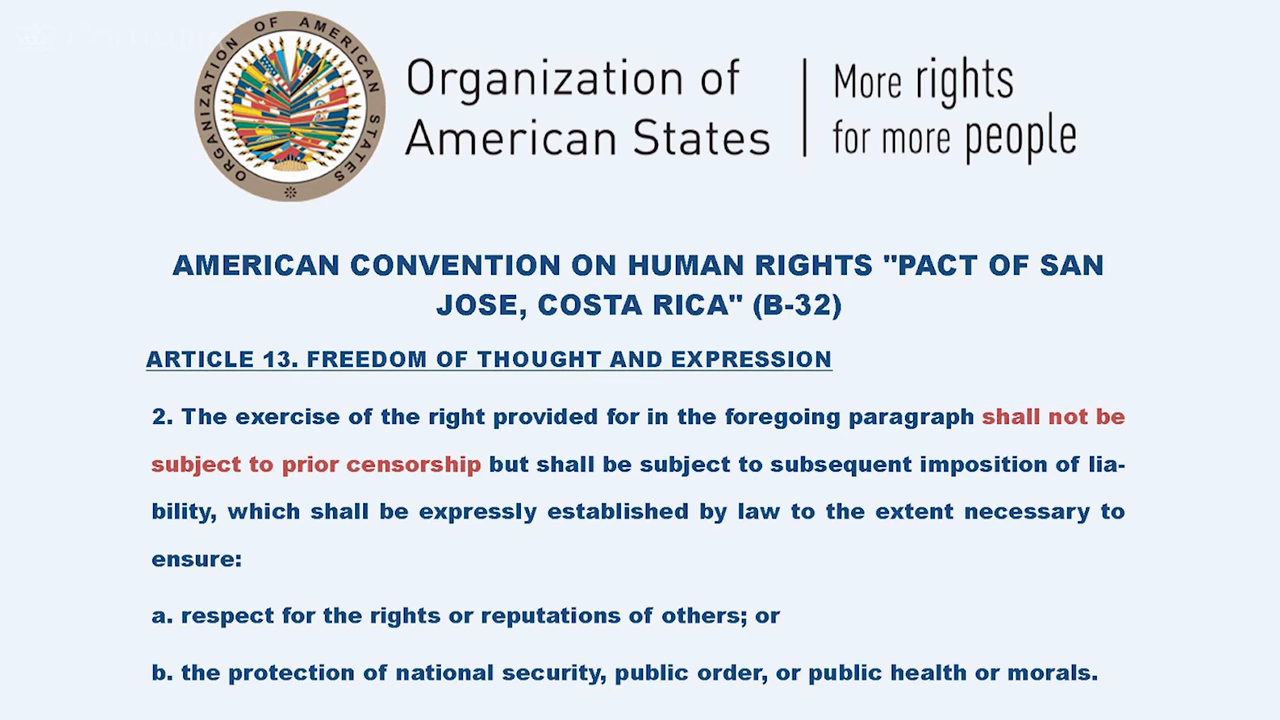 ORGANIZATION OF AMERICAN STATES
Organization of
American States
More rights
for more people
AMERICAN CONVENTION ON HUMAN RIGHTS "PACT OF SAN
JOSE, COSTA RICA" (B-32)
ARTICLE 13. FREEDOM OF THOUGHT AND EXPRESSION
2. The exercise of the right provided for in the foregoing paragraph shall not be
subject to prior censorship but shall be subject to subsequent imposition of lia-
bility, which shall be expressly established by law to the extent necessary to
ensure:
a. respect for the rights or reputations of others; or
b. the protection of national security, public order, or public health or morals.